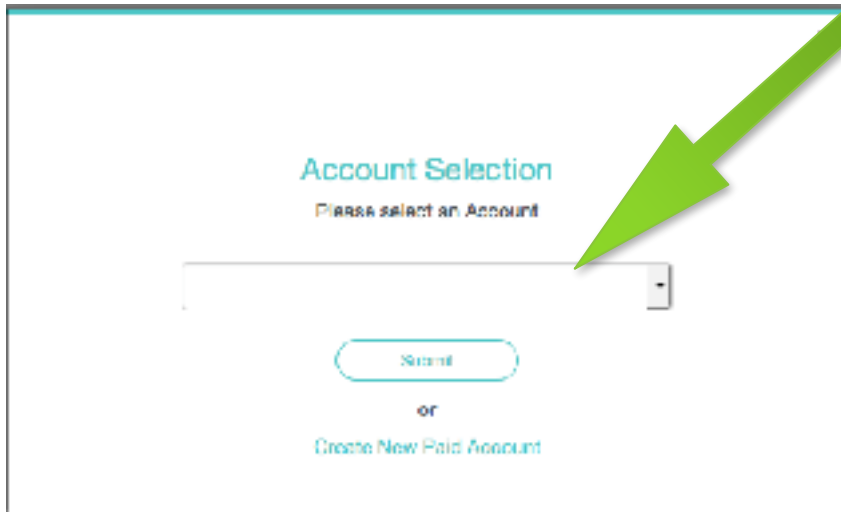 Account Selection
Please select an Account
Submit
or
Create New Paid Account